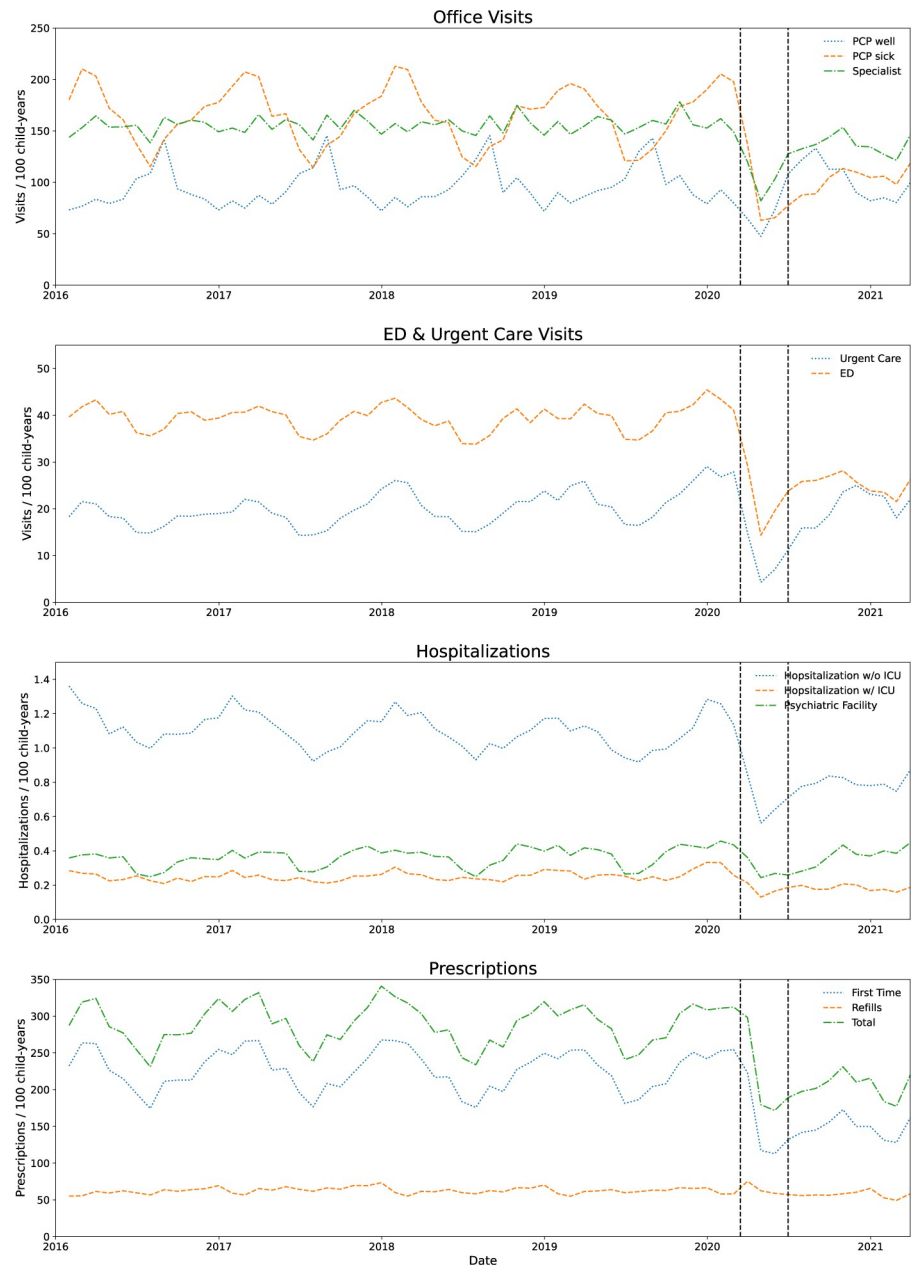 Office Visits
Visits / 100 child-years
250
200
150
100
50
0
PCP well
PCP sick
Specialist
2016
2017
2018
2019
2020
2021
ED & Urgent Care Visits
Visits / 100 child-years
50
40
30
20
10
0
Urgent Care
ED
2016
2017
2018
2019
2020
2021
Hospitalizations
Hospitalizations / 100 child-years
1.4
1.2
1.0
0.8
0.6
0.4
0.2
0.0
Hopsitalization w/o ICU
Hopsitalization w/ ICU
Psychiatric Facility
2016
2017
2018
2019
2020
2021
Prescriptions
Prescriptions / 100 child-years
350
300
250
200
150
100
50
0
First Time
Refills
Total
2016
2017
2018
2019
2020
2021
Date